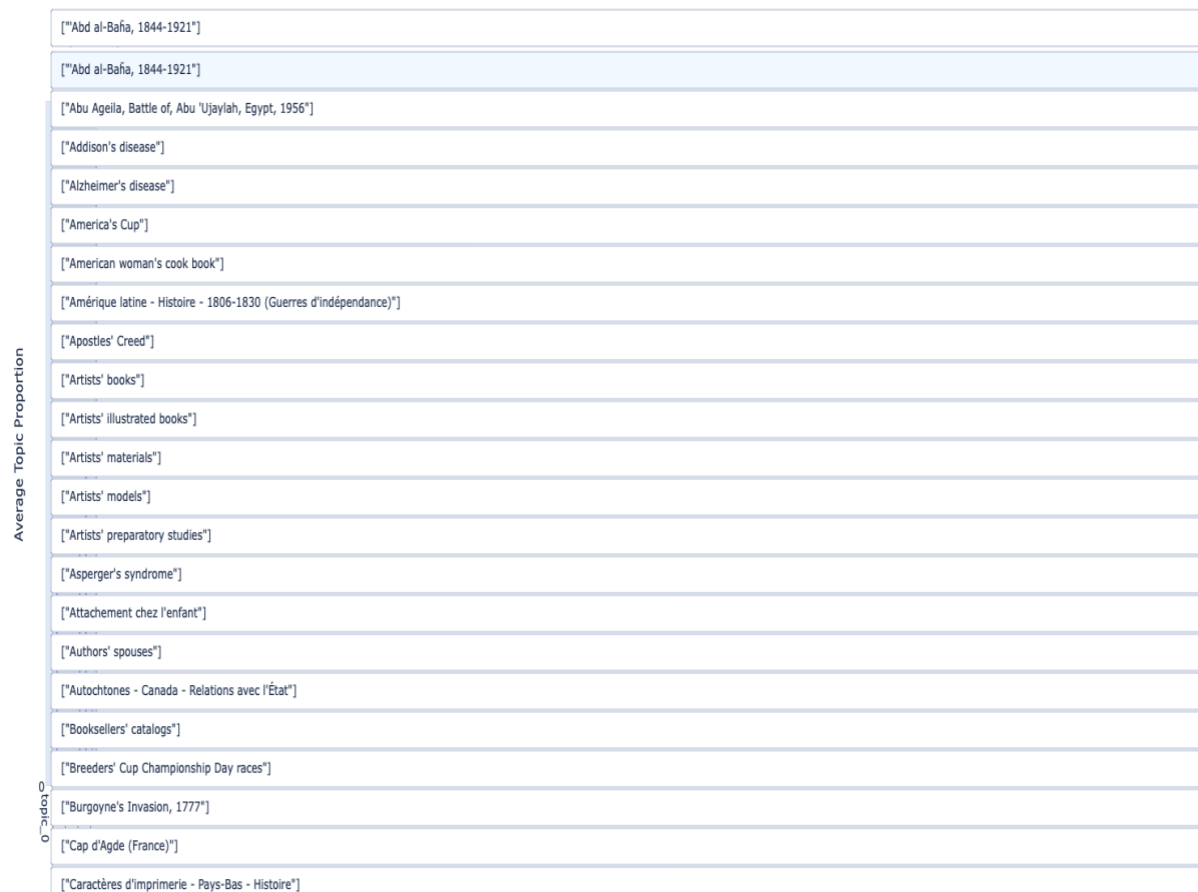 ["'Abd al-Bahá, 1844-1921"]
["'Abd al-Bahá, 1844-1921"]
["Abu Ageila, Battle of, Abu 'Ujaylah, Egypt, 1956"]
["Addison's disease"]
["Alzheimer's disease"]
["America's Cup"]
["American woman's cook book"]
["Amérique latine - Histoire - 1806-1830 (Guerres d'indépendance)"]
["Apostles' Creed"]
["Artists' books"]
["Artists' illustrated books"]
["Artists' materials"]
["Artists' models"]
["Artists' preparatory studies"]
["Asperger's syndrome"]
["Attachement chez l'enfant"]
["Authors' spouses"]
["Autochtones - Canada - Relations avec l'État"]
["Booksellers' catalogs"]
["Breeders' Cup Championship Day races"]
["Burgoyne's Invasion, 1777"]
["Cap d'Agde (France)"]
["Caractères d'imprimerie - Pays-Bas - Histoire"]
Average Topic Proportion
0
topic_0